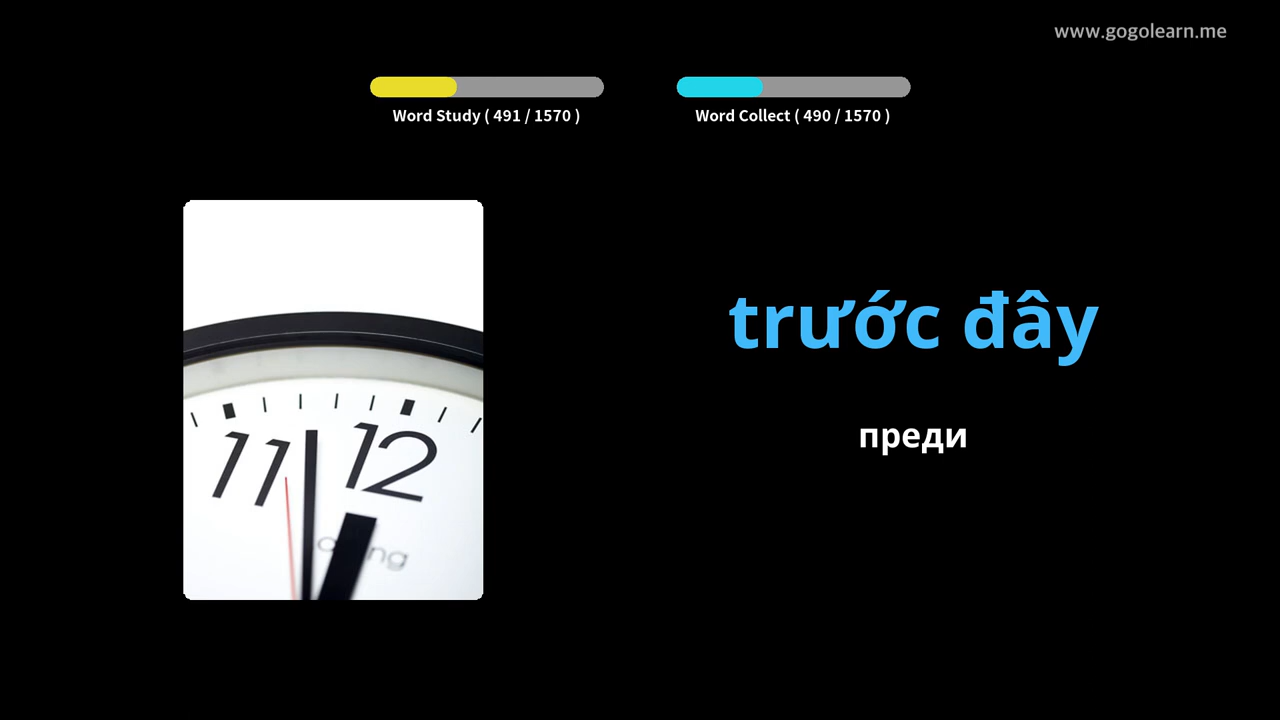 www.gogolearn.me
Word Study ( 491 / 1570 )
Word Collect ( 490 / 1570 )
11
12
trước đây
преди